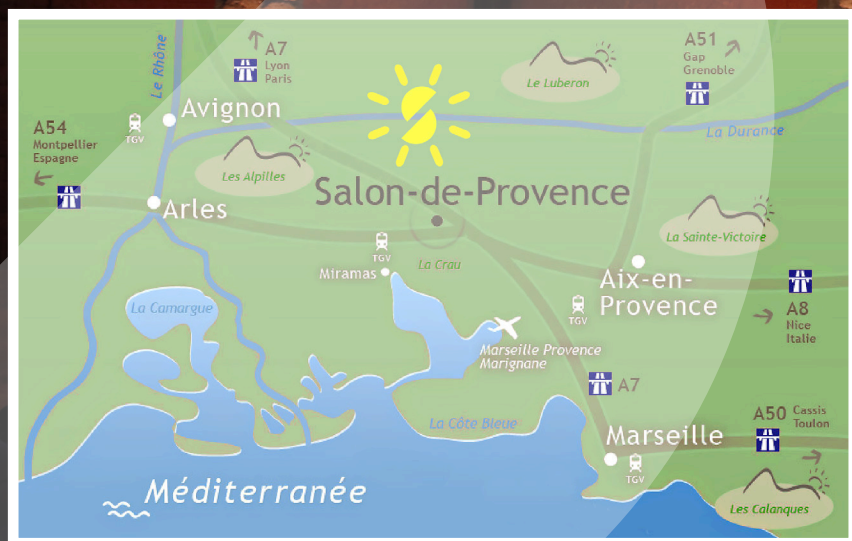 A7
Lyon
Paris
A51
Gap
Grenoble
Le Rhône
Le Luberon
Avignon
TGV
La Durance
A54
Montpellier
Espagne
Les Alpilles
Salon-de-Provence
Arles
La Sainte-Victoire
TGV
La Crau
Miramas
Aix-en-
Provence
La Camargue
TGV
A8
Nice
Italie
Marseille Provence
Marignane
A7
La Côte Bleue
A50
Cassis
Toulon
Marseille
TGV
Méditerranée
Les Calanques